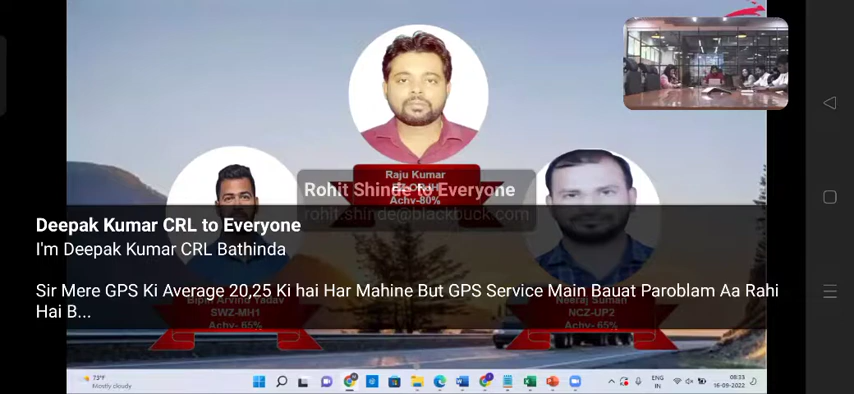 Raju Kumar
Achv-80%
Rohit Shinde to Everyone
rohit.shinde@blackbuck.com
Deepak Kumar CRL to Everyone
I'm Deepak Kumar CRL Bathinda
Sir Mere GPS Ki Average 20,25 Ki hai Har Mahine But GPS Service Main Bauat Paroblam Aa Rahi
Hai B...
Bipin Arvind Yadav
SWZ-MH1
Achv- 65%
Neeraj Suman
NCZ-UP2
Achv- 65%
73°F
Mostly cloudy
ENG
IN
08:33
16-09-2022